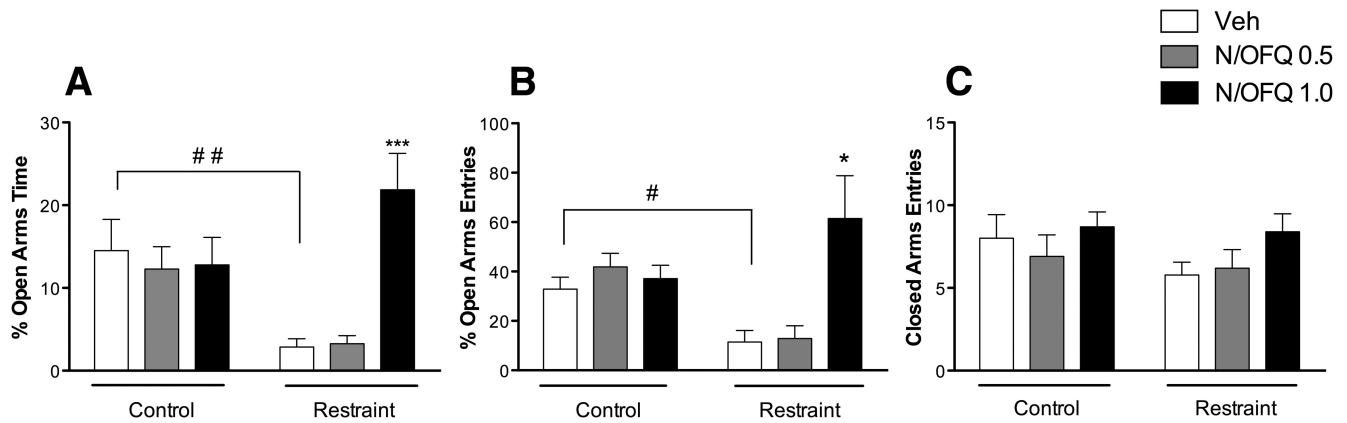 Veh
N/OFQ 0.5
N/OFQ 1.0
A
% Open Arms Time
30
20
10
0
# #
***
Control
Restraint
B
% Open Arms Entries
100
80
60
40
20
0
#
*
Control
Restraint
C
Closed Arms Entries
15
10
5
0
Control
Restraint